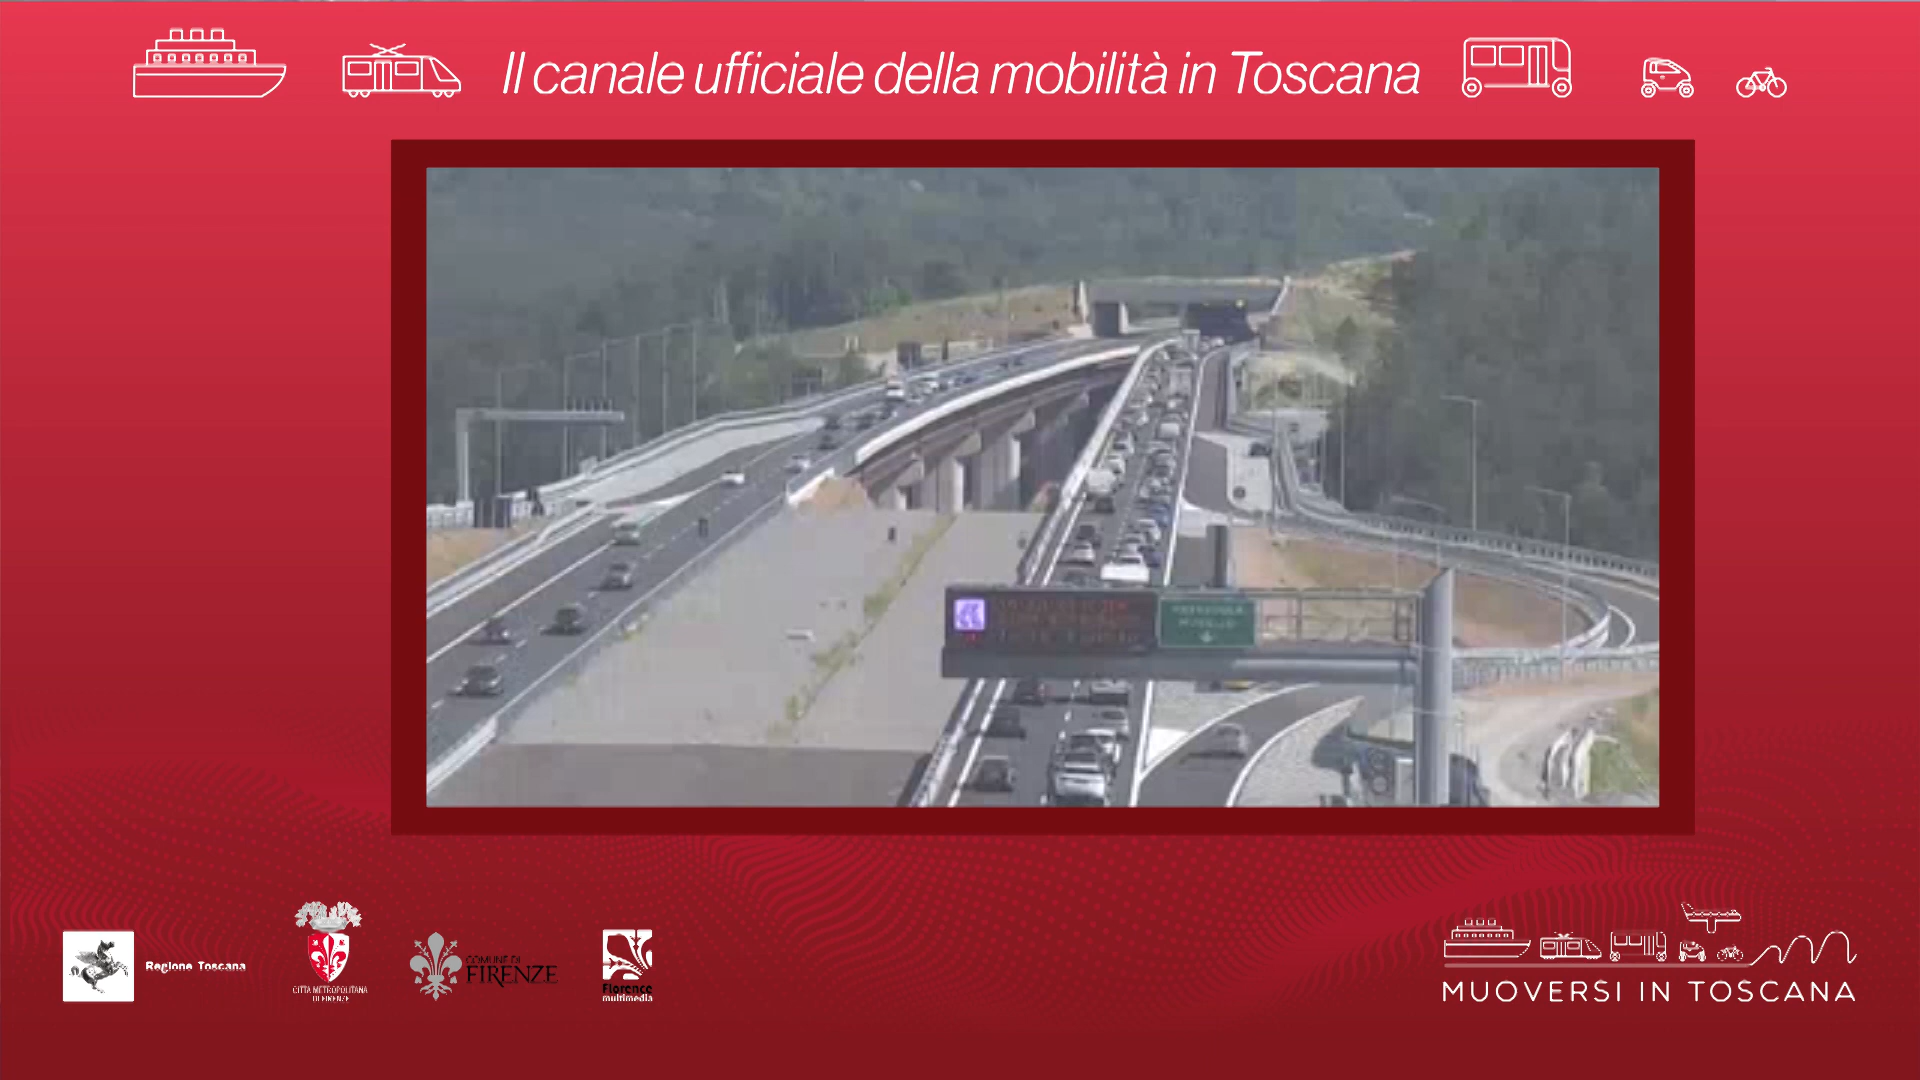 Il canale ufficiale della mobilità in Toscana
Regione Toscana
CITTÀ METROPOLITANA
DI FIRENZE
COMUNE DI
FIRENZE
Florence
multimedia
MUOVERSI IN TOSCANA